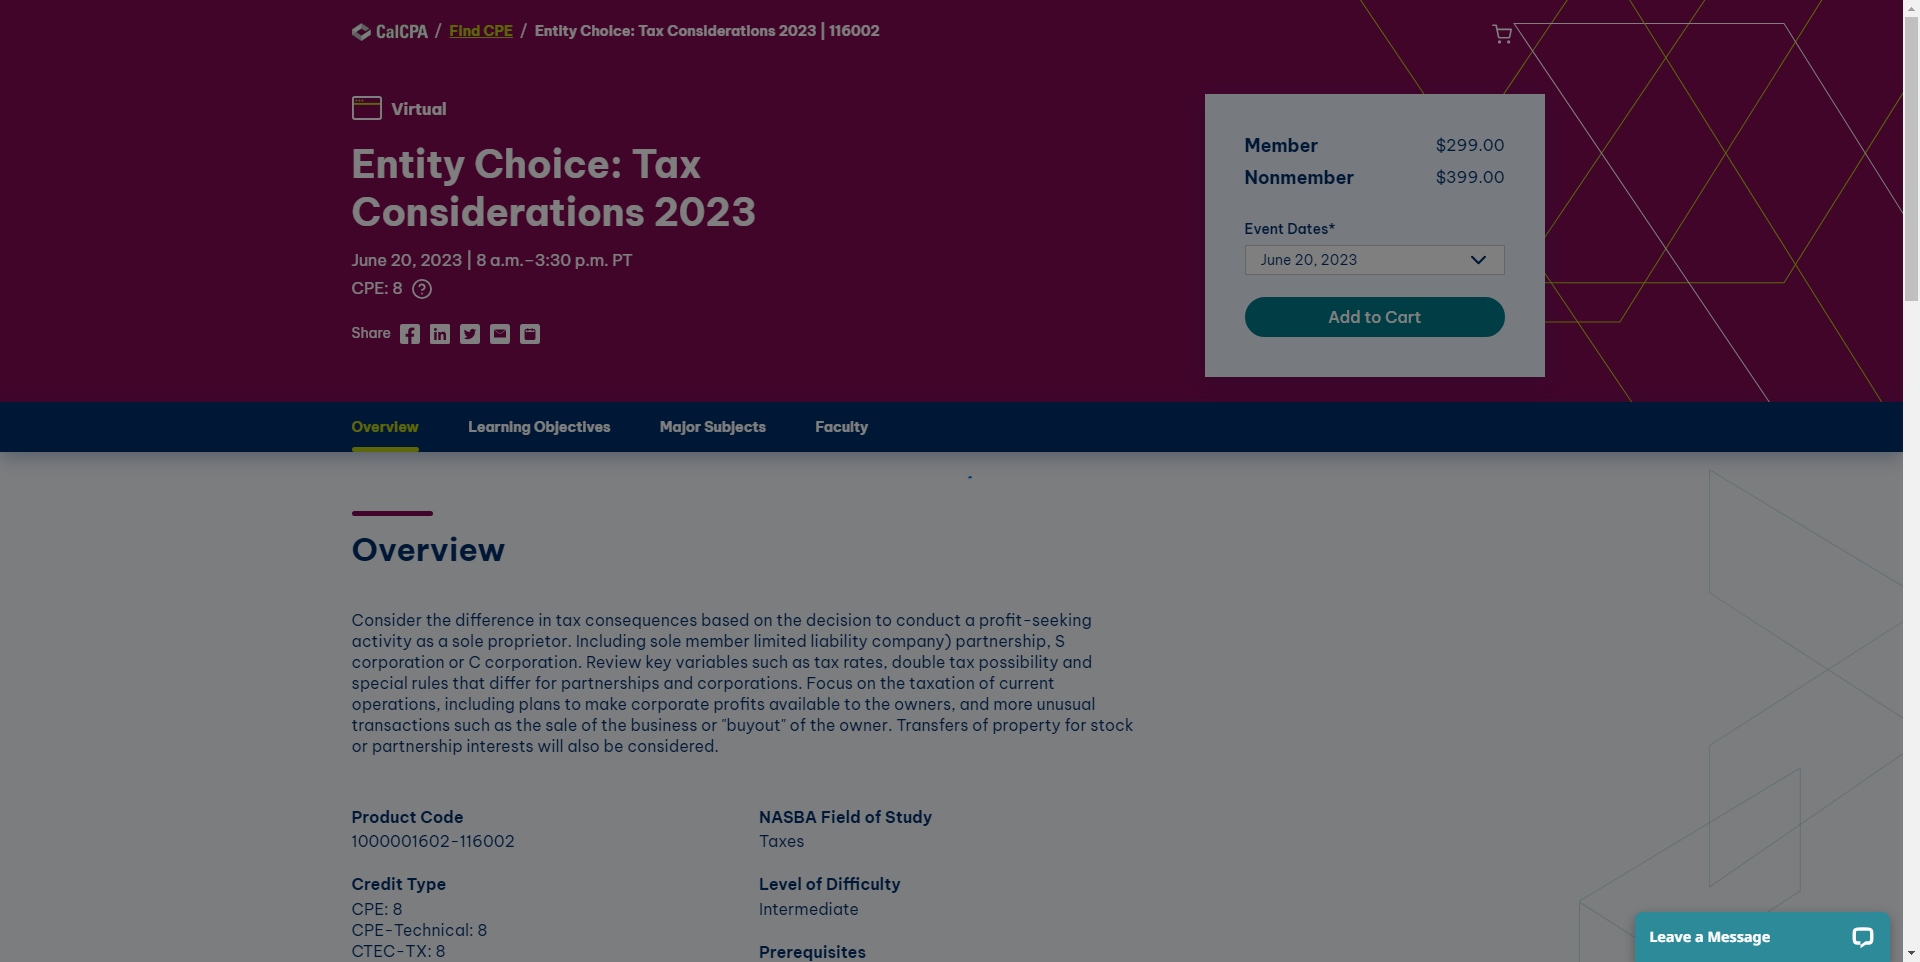 CalCPA / Find CPE / Entity Choice: Tax Considerations 2023 | 116002
Virtual
Entity Choice: Tax
Considerations 2023
June 20, 2023 | 8 a.m.–3:30 p.m. PT
CPE: 8 ?
Share
Member $299.00
Nonmember $399.00
Event Dates*
June 20, 2023
Add to Cart
Overview Learning Objectives Major Subjects Faculty
Overview
Consider the difference in tax consequences based on the decision to conduct a profit-seeking
activity as a sole proprietor. Including sole member limited liability company) partnership, S
corporation or C corporation. Review key variables such as tax rates, double tax possibility and
special rules that differ for partnerships and corporations. Focus on the taxation of current
operations, including plans to make corporate profits available to the owners, and more unusual
transactions such as the sale of the business or "buyout" of the owner. Transfers of property for stock
or partnership interests will also be considered.
Product Code
1000001602-116002
Credit Type
CPE: 8
CPE-Technical: 8
CTEC-TX: 8
NASBA Field of Study
Taxes
Level of Difficulty
Intermediate
Prerequisites
Leave a Message